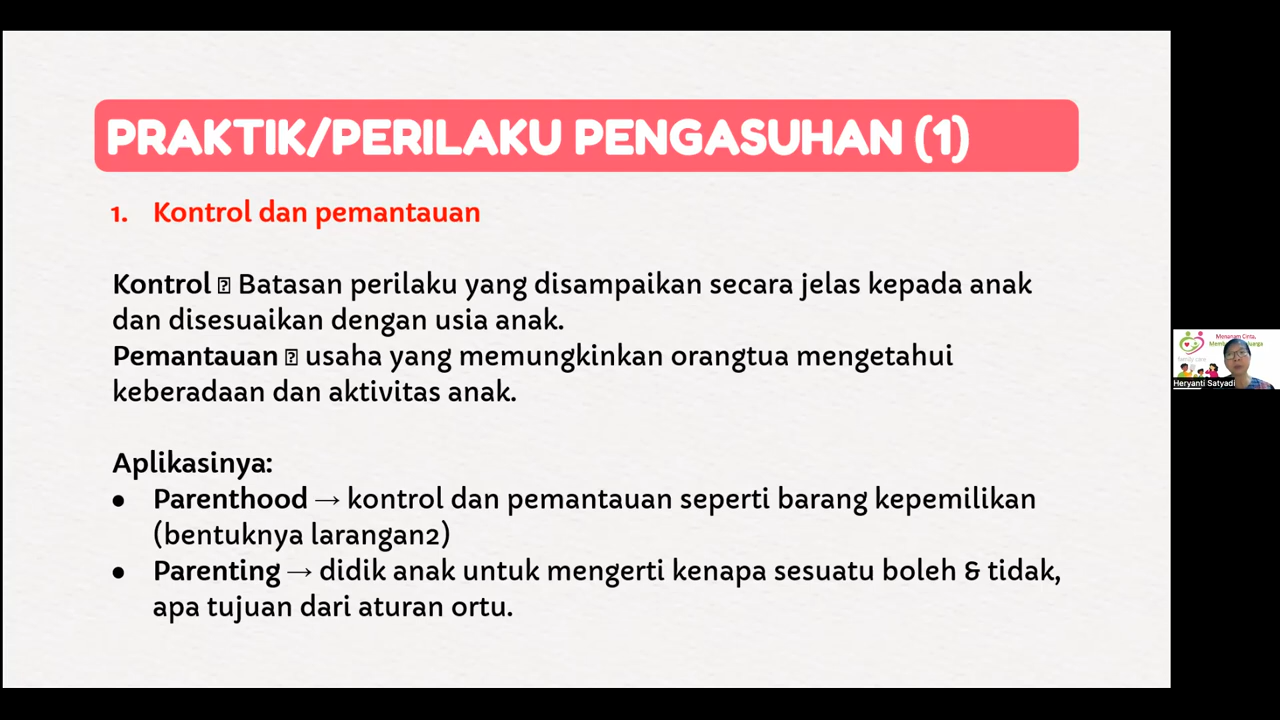 PRAKTIK/PERILAKU PENGASUHAN (1)
1. Kontrol dan pemantauan
Kontrol ⍰ Batasan perilaku yang disampaikan secara jelas kepada anak
dan disesuaikan dengan usia anak.
Pemantauan ⍰ usaha yang memungkinkan orangtua mengetahui
keberadaan dan aktivitas anak.
Aplikasinya:
● Parenthood → kontrol dan pemantauan seperti barang kepemilikan
(bentuknya larangan2)
● Parenting → didik anak untuk mengerti kenapa sesuatu boleh & tidak,
apa tujuan dari aturan ortu.
Menanam Cinta,
family care
Heryanti Satyadi